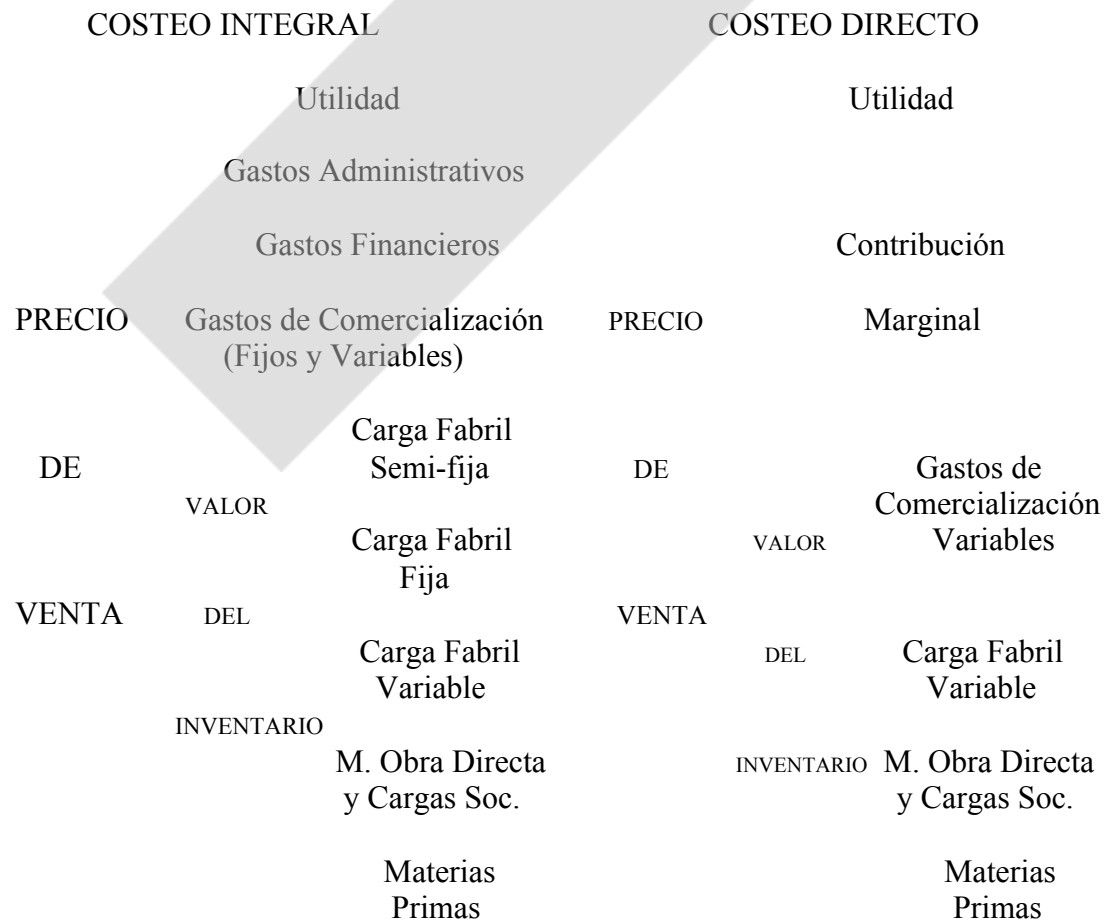 COSTEO INTEGRAL COSTEO DIRECTO
Utilidad Utilidad
Gastos Administrativos
Gastos Financieros Contribución
PRECIO Gastos de Comercialización PRECIO Marginal
(Fijos y Variables)
Carga Fabril
DE Semi-fija DE Gastos de
VALOR Comercialización
Carga Fabril VALOR Variables
Fija
VENTA DEL VENTA
Carga Fabril DEL Carga Fabril
Variable Variable
INVENTARIO
M. Obra Directa INVENTARIO M. Obra Directa
y Cargas Soc. y Cargas Soc.
Materias Materias
Primas Primas